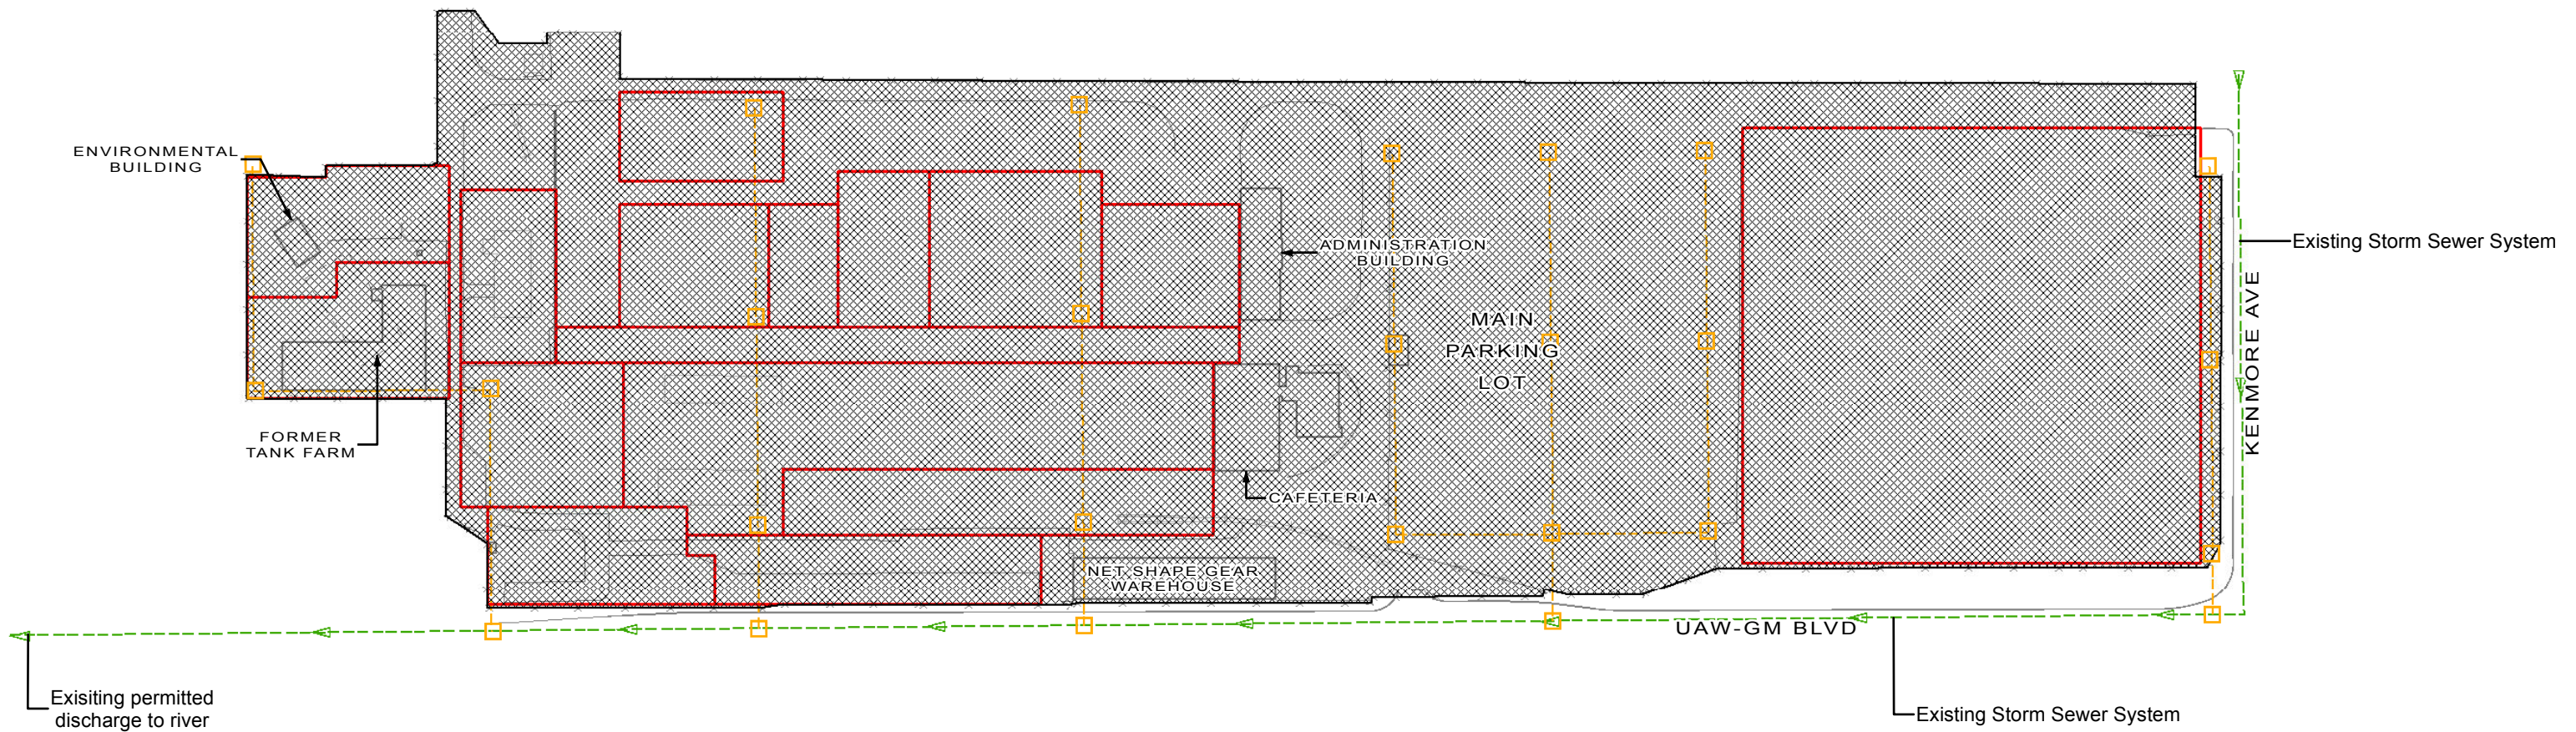 ENVIRONMENTAL
BUILDING
FORMER
TANK FARM
ADMINISTRATION
BUILDING
MAIN
PARKING
LOT
CAFETERIA
NET SHAPE GEAR
WAREHOUSE
Existing Storm Sewer System
KENMORE AVE
UAW-GM BLVD
Exisiting permitted
discharge to river
Existing Storm Sewer System